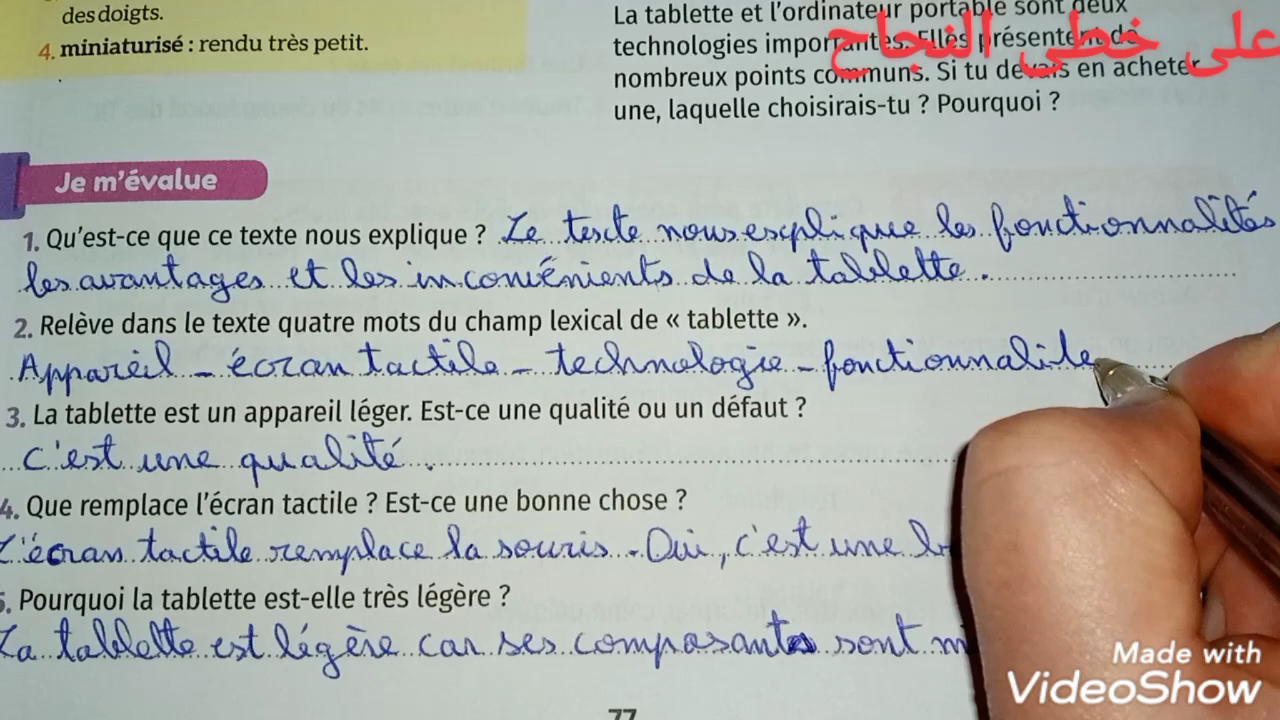 des doigts.
4. miniaturisé : rendu très petit.
La tablette et l'ordinateur portable sont deux
technologies importantes. Elles présentent de
nombreux points communs. Si tu devais en acheter
une, laquelle choisirais-tu ? Pourquoi ?
على خطى النجاح
Je m'évalue
1. Qu'est-ce que ce texte nous explique ? Le texte nous explique les fonctionnalités
les avantages et les inconvénients de la tablette.
2. Relève dans le texte quatre mots du champ lexical de « tablette ».
Appareil - écran tactile - technologie - fonctionnalite
3. La tablette est un appareil léger. Est-ce une qualité ou un défaut ?
c'est une qualité.
4. Que remplace l'écran tactile ? Est-ce une bonne chose ?
L'écran tactile remplace la souris. Oui, c'est une
5. Pourquoi la tablette est-elle très légère ?
La tablette est légère car ses composants sont
77
Made with
VideoShow